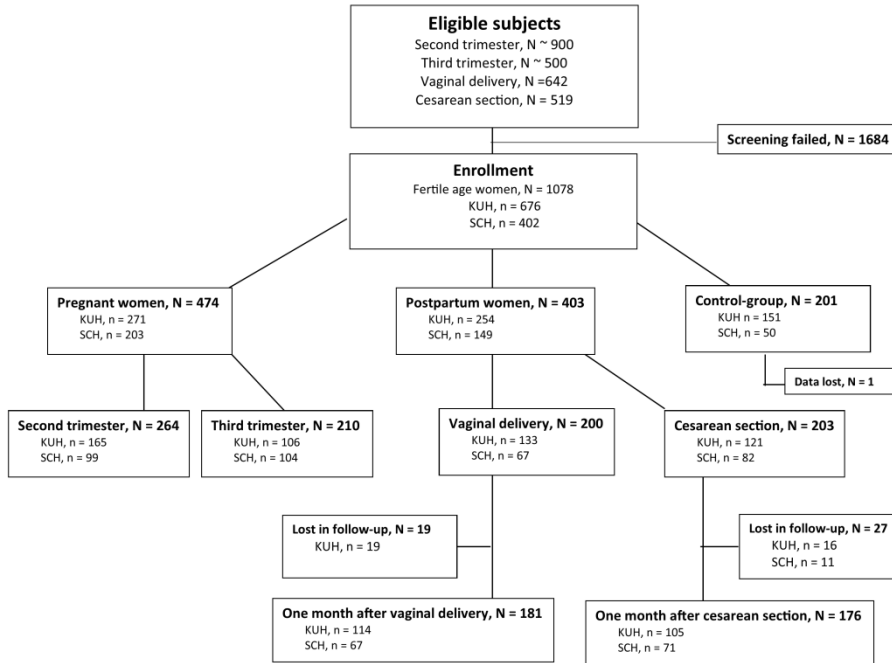 Eligible subjects
Second trimester, N ~ 900
Third trimester, N ~ 500
Vaginal delivery, N =642
Cesarean section, N = 519
Screening failed, N = 1684
Enrollment
Fertile age women, N = 1078
KUH, n = 676
SCH, n = 402
Pregnant women, N = 474
KUH, n = 271
SCH, n = 203
Postpartum women, N = 403
KUH, n = 254
SCH, n = 149
Control-group, N = 201
KUH n = 151
SCH, n = 50
Data lost, N = 1
Second trimester, N = 264
KUH, n = 165
SCH, n = 99
Third trimester, N = 210
KUH, n = 106
SCH, n = 104
Vaginal delivery, N = 200
KUH, n = 133
SCH, n = 67
Cesarean section, N = 203
KUH, n = 121
SCH, n = 82
Lost in follow-up, N = 19
KUH, n = 19
Lost in follow-up, N = 27
KUH, n = 16
SCH, n = 11
One month after vaginal delivery, N = 181
KUH, n = 114
SCH, n = 67
One month after cesarean section, N = 176
KUH, n = 105
SCH, n = 71